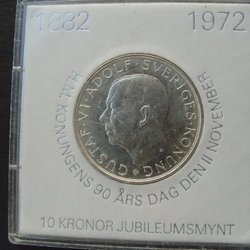 1882 1972
GUSTAF·VI·ADOLF·SVERIGES·KONUNG
H.M. KONUNGENS 90 ÅRS DAG DEN 11 NOVEMBER
10 KRONOR JUBILEUMSMYNT